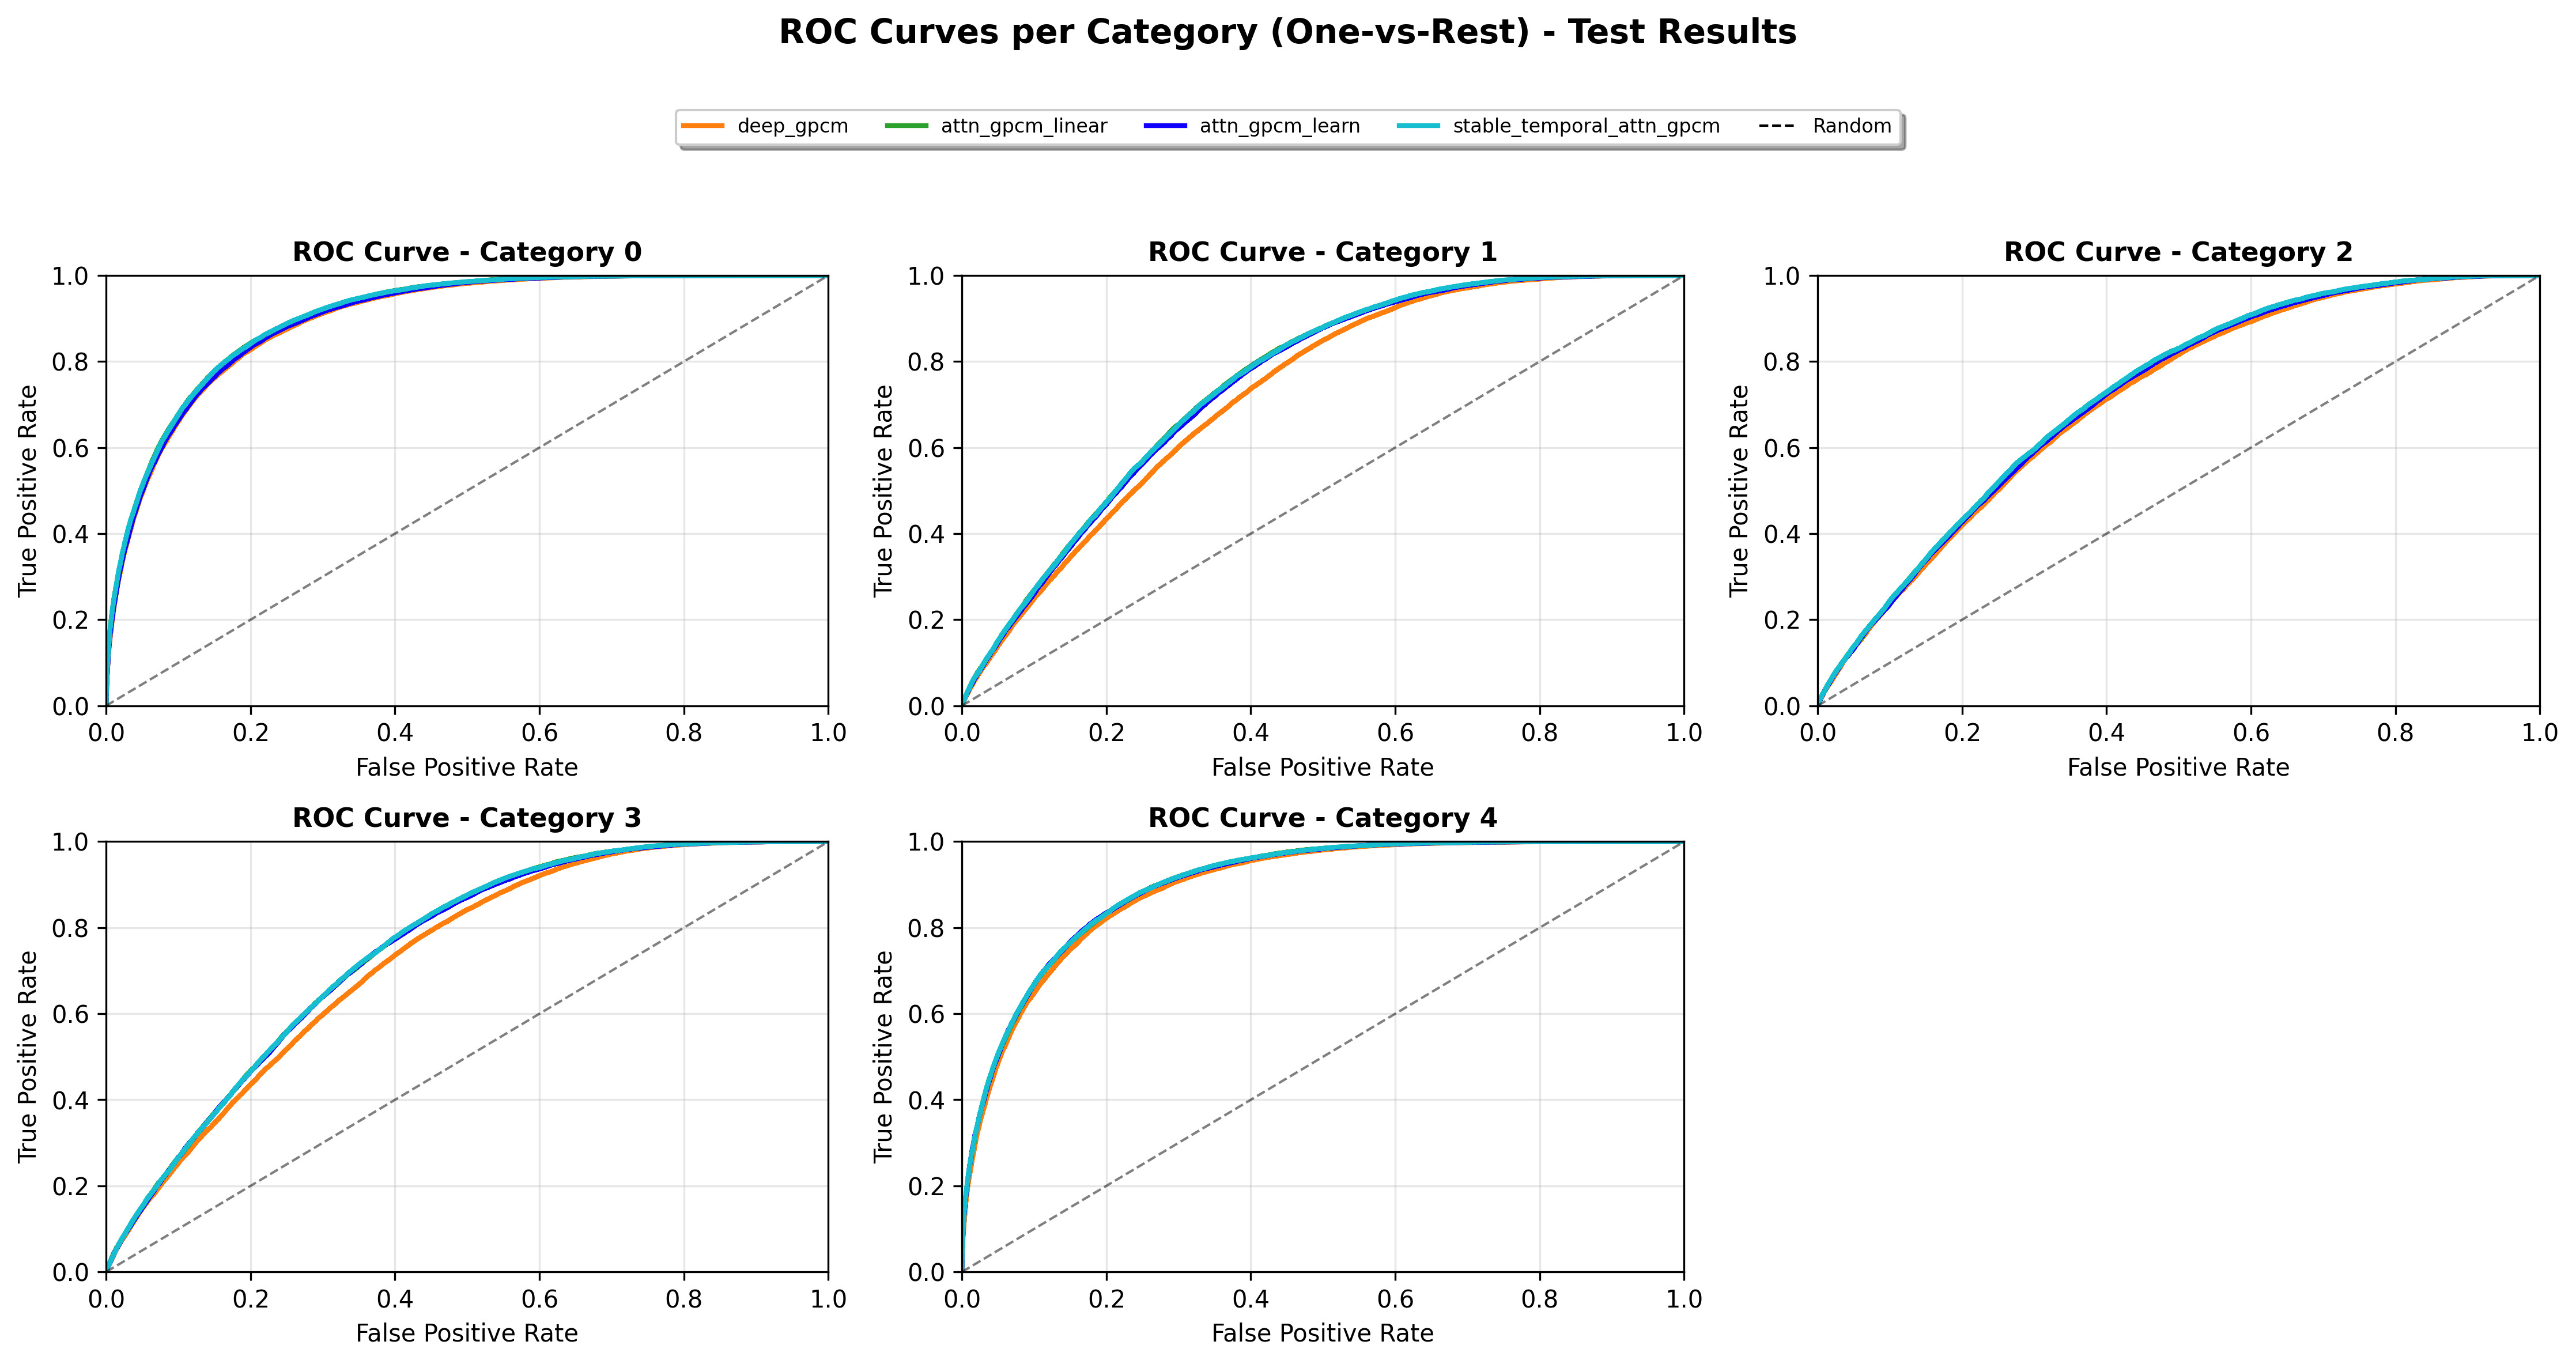 ROC Curves per Category (One-vs-Rest) - Test Results
deep_gpcm attn_gpcm_linear attn_gpcm_learn stable_temporal_attn_gpcm Random
ROC Curve - Category 0
True Positive Rate
1.0
0.8
0.6
0.4
0.2
0.0
0.0 0.2 0.4 0.6 0.8 1.0
False Positive Rate
ROC Curve - Category 1
True Positive Rate
1.0
0.8
0.6
0.4
0.2
0.0
0.0 0.2 0.4 0.6 0.8 1.0
False Positive Rate
ROC Curve - Category 2
True Positive Rate
1.0
0.8
0.6
0.4
0.2
0.0
0.0 0.2 0.4 0.6 0.8 1.0
False Positive Rate
ROC Curve - Category 3
True Positive Rate
1.0
0.8
0.6
0.4
0.2
0.0
0.0 0.2 0.4 0.6 0.8 1.0
False Positive Rate
ROC Curve - Category 4
True Positive Rate
1.0
0.8
0.6
0.4
0.2
0.0
0.0 0.2 0.4 0.6 0.8 1.0
False Positive Rate